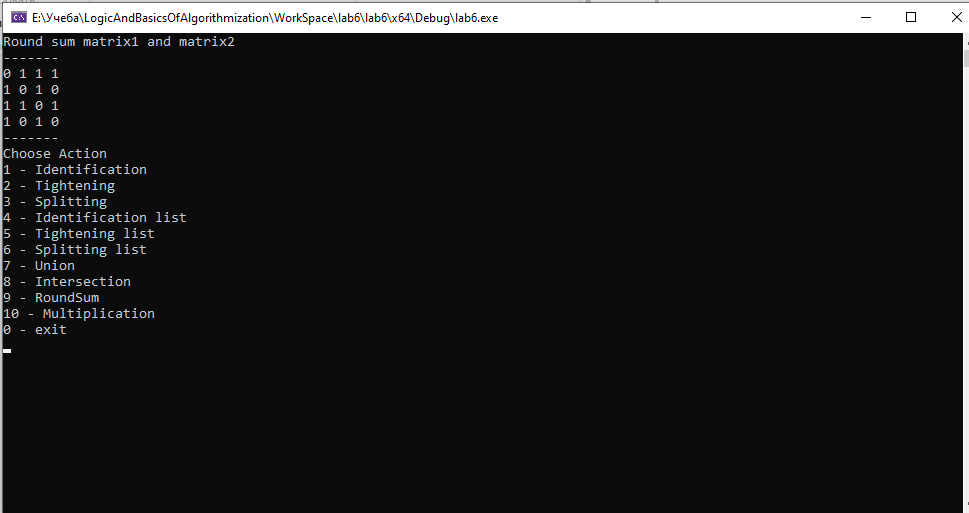 E:\Учеба\LogicAndBasicsOfAlgorithmization\WorkSpace\lab6\lab6\x64\Debug\lab6.exe
Round sum matrix1 and matrix2
-------
0 1 1 1
1 0 1 0
1 1 0 1
1 0 1 0
-------
Choose Action
1 - Identification
2 - Tightening
3 - Splitting
4 - Identification list
5 - Tightening list
6 - Splitting list
7 - Union
8 - Intersection
9 - RoundSum
10 - Multiplication
0 - exit